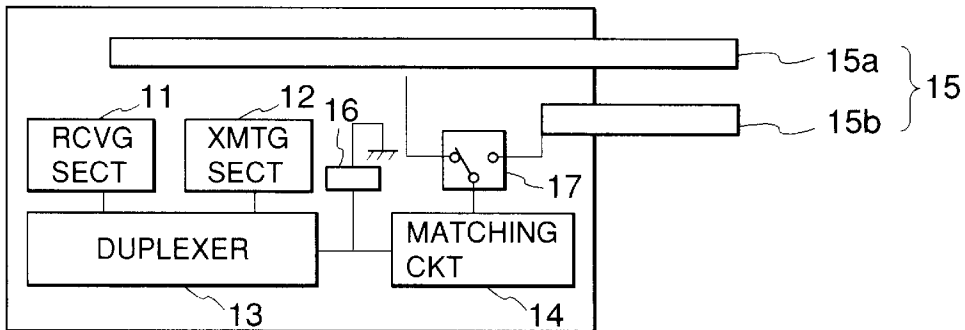 15a
15
15b
11
12
16
RCVG
SECT
XMTG
SECT
17
DUPLEXER
MATCHING
CKT
13
14